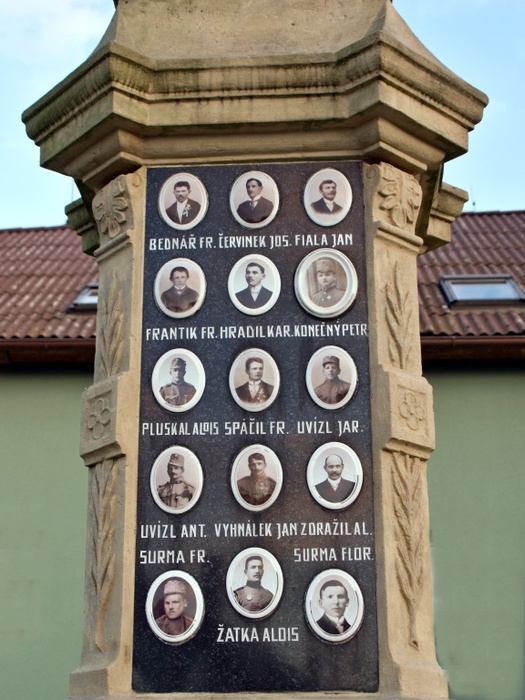 BEDNÁŘ FR. ČERVINEK JOS. FIALA JAN
FRANTIK FR. HRADIL KAR. KONEČNÝ PETR
PLUSKAL ALOIS SPÁČIL FR. UVÍZL JAR.
UVÍZL ANT. VYHNÁLEK JAN ZDRAŽIL AL.
SURMA FR. SURMA FLOR.
ŽATKA ALOIS